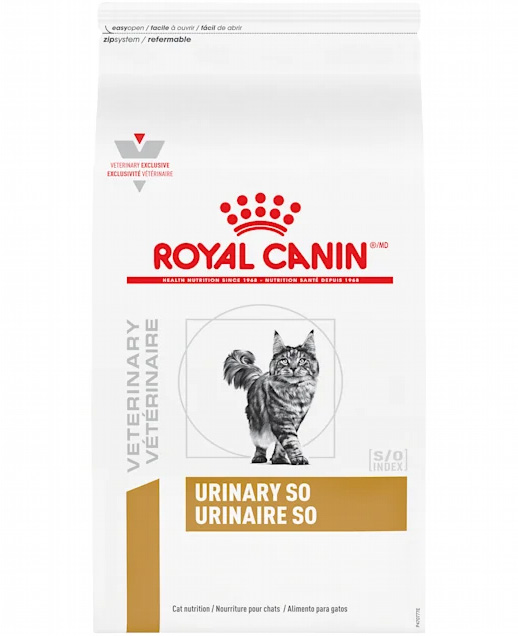 easyopen / facile à ouvrir / fácil de abrir
zipsystem / refermable
VETERINARY EXCLUSIVE
EXCLUSIVITÉ VÉTÉRINAIRE
ROYAL CANIN®/MD
HEALTH NUTRITION SINCE 1968 • NUTRITION SANTÉ DEPUIS 1968
VETERINARY
VÉTÉRINAIRE
S/O
INDEX
URINARY SO
URINAIRE SO
Cat nutrition / Nourriture pour chats / Alimento para gatos